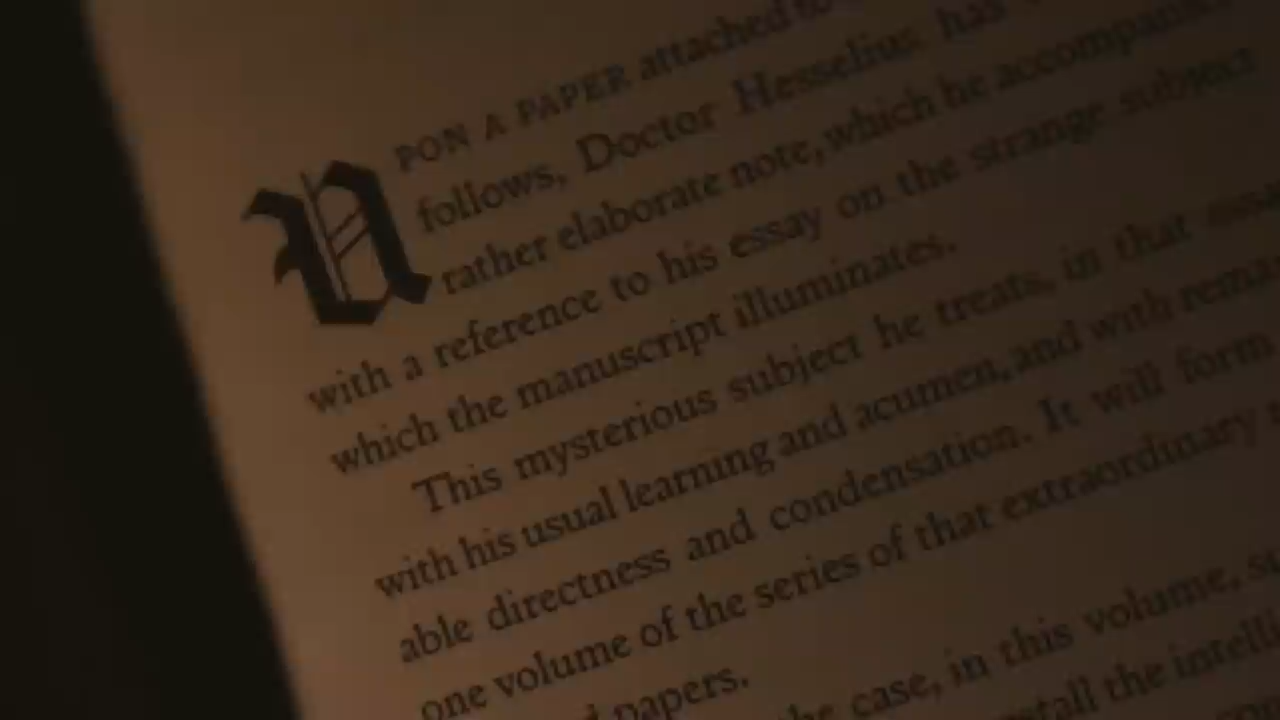 UPON A PAPER attached to
follows, Doctor Hesselius has
rather elaborate note, which he accompanies
with a reference to his essay on the strange subject
which the manuscript illuminates.
This mysterious subject he treats, in that essay
with his usual learning and acumen, and with
able directness and condensation. It will form
one volume of the series of that extraordinary
papers.
case, in this volume,
the